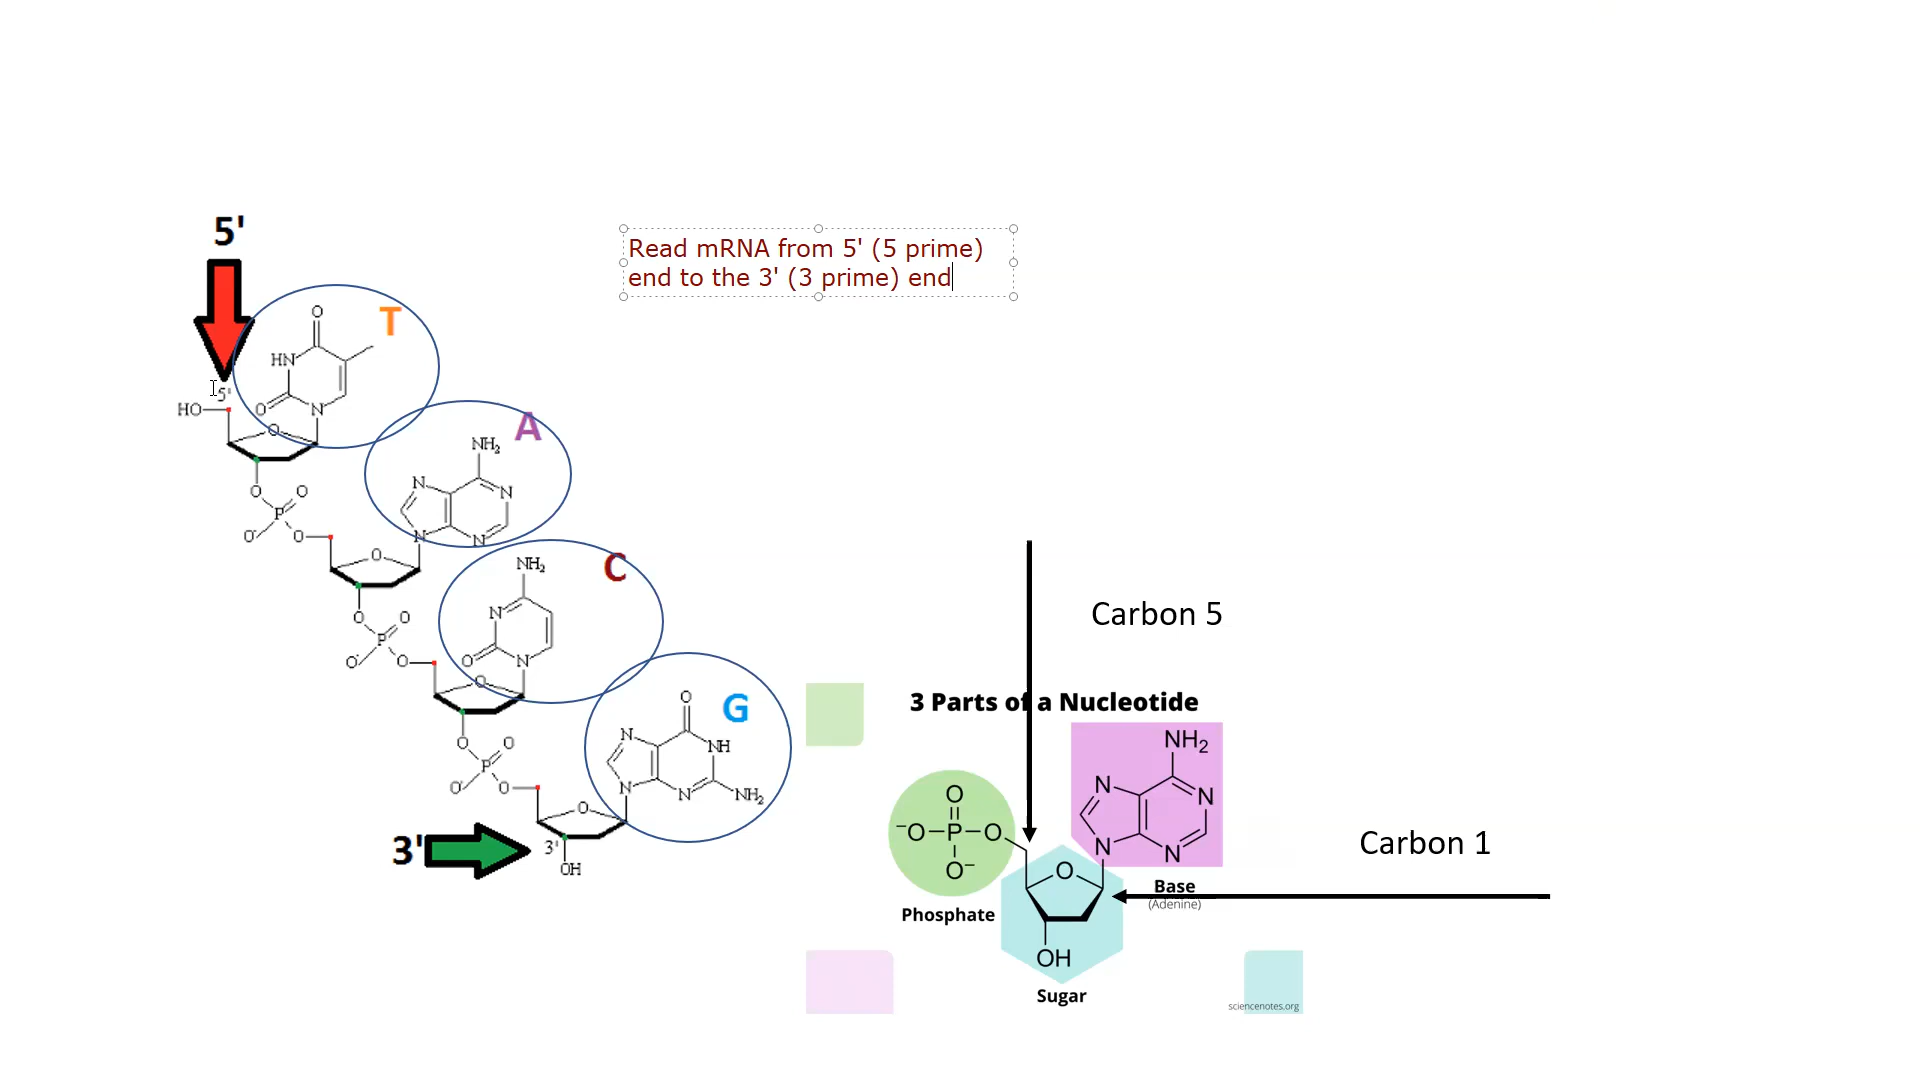 5'
Read mRNA from 5' (5 prime)
end to the 3' (3 prime) end
T
O
HN
O
N
5'
HO
O
A
NH₂
N
N
N
N
O
O
P
O⁻
O
O
C
NH₂
N
O
N
O
O
P
O⁻
O
O
G
O
N
NH
N
N
NH₂
O
O
P
O⁻
O
O
3'
3'
OH
Carbon 5
3 Parts of a Nucleotide
NH₂
N
N
N
N
O
⁻O
P
O
O⁻
O
OH
Carbon 1
Base
(Adenine)
Phosphate
Sugar
sciencenotes.org